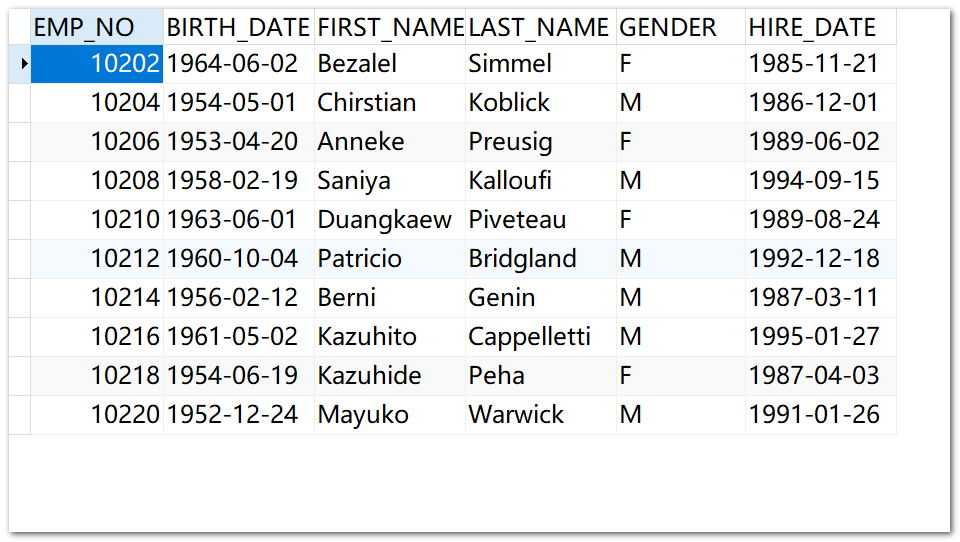 EMP_NO BIRTH_DATE FIRST_NAME LAST_NAME GENDER HIRE_DATE
10202 1964-06-02 Bezalel Simmel F 1985-11-21
10204 1954-05-01 Chirstian Koblick M 1986-12-01
10206 1953-04-20 Anneke Preusig F 1989-06-02
10208 1958-02-19 Saniya Kalloufi M 1994-09-15
10210 1963-06-01 Duangkaew Piveteau F 1989-08-24
10212 1960-10-04 Patricio Bridgland M 1992-12-18
10214 1956-02-12 Berni Genin M 1987-03-11
10216 1961-05-02 Kazuhito Cappelletti M 1995-01-27
10218 1954-06-19 Kazuhide Peha F 1987-04-03
10220 1952-12-24 Mayuko Warwick M 1991-01-26